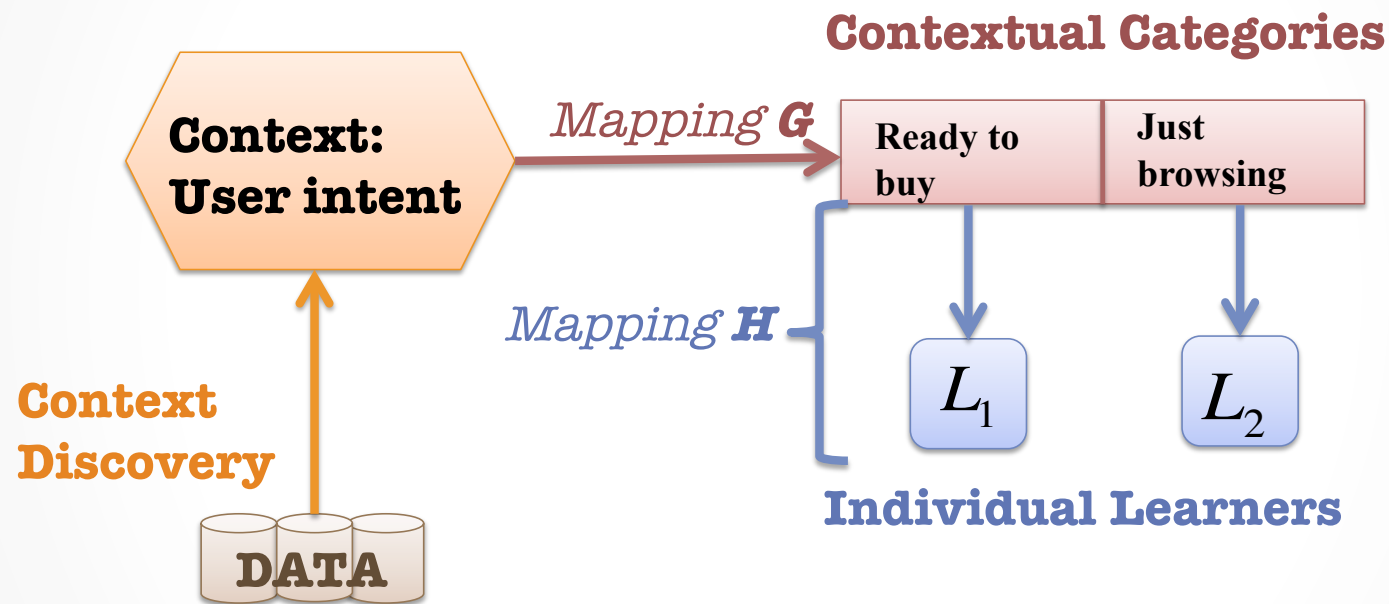 Contextual Categories
Context:
User intent
Mapping G
Ready to
buy
Just
browsing
Mapping H
L1
L2
Context
Discovery
Individual Learners
DATA